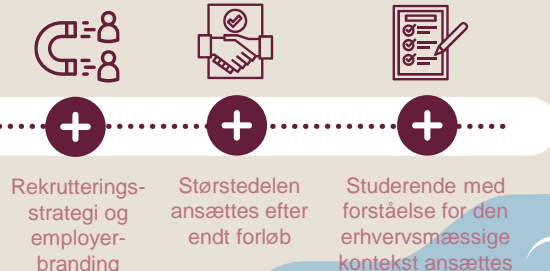 Rekrutterings-
strategi og
employer-
branding
Størstedelen
ansættes efter
endt forløb
Studerende med
forståelse for den
erhvervsmæssige
kontekst ansættes